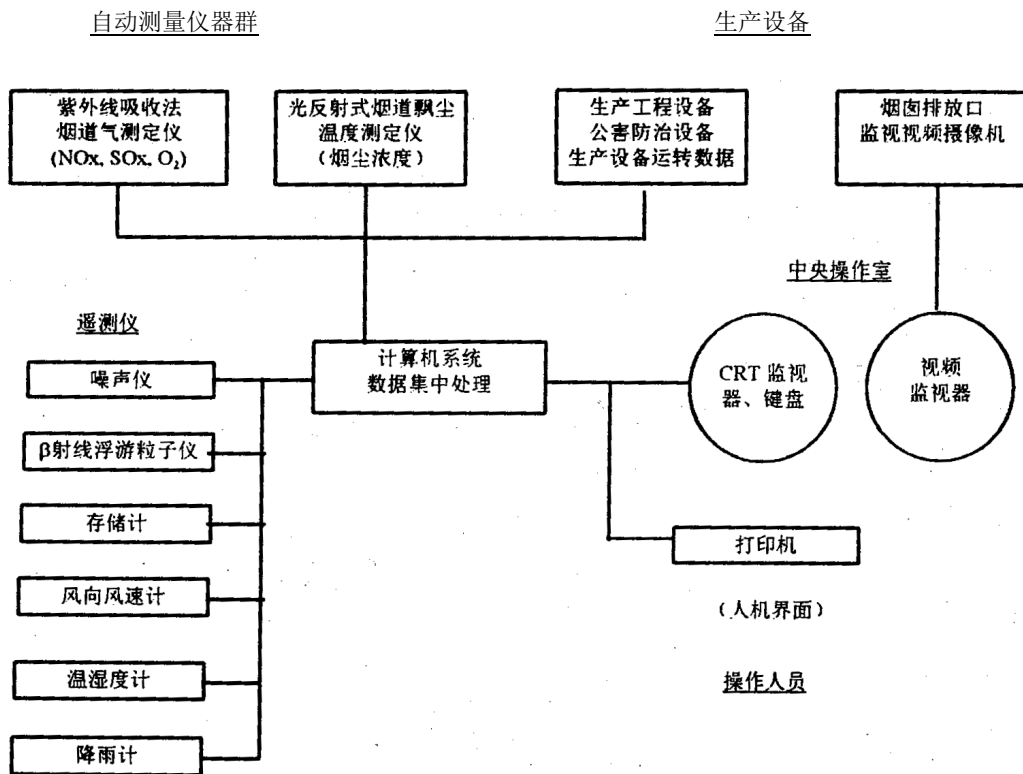 自动测量仪器群
生产设备
紫外线吸收法
烟道气测定仪
(NOx, SOx, O₂)
光反射式烟道飘尘
温度测定仪
（烟尘浓度）
生产工程设备
公害防治设备
生产设备运转数据
烟囱排放口
监视视频摄像机
中央操作室
遥测仪
计算机系统
数据集中处理
CRT 监视
器、键盘
视频
监视器
噪声仪
β射线浮游粒子仪
存储计
风向风速计
温湿度计
降雨计
打印机
（人机界面）
操作人员